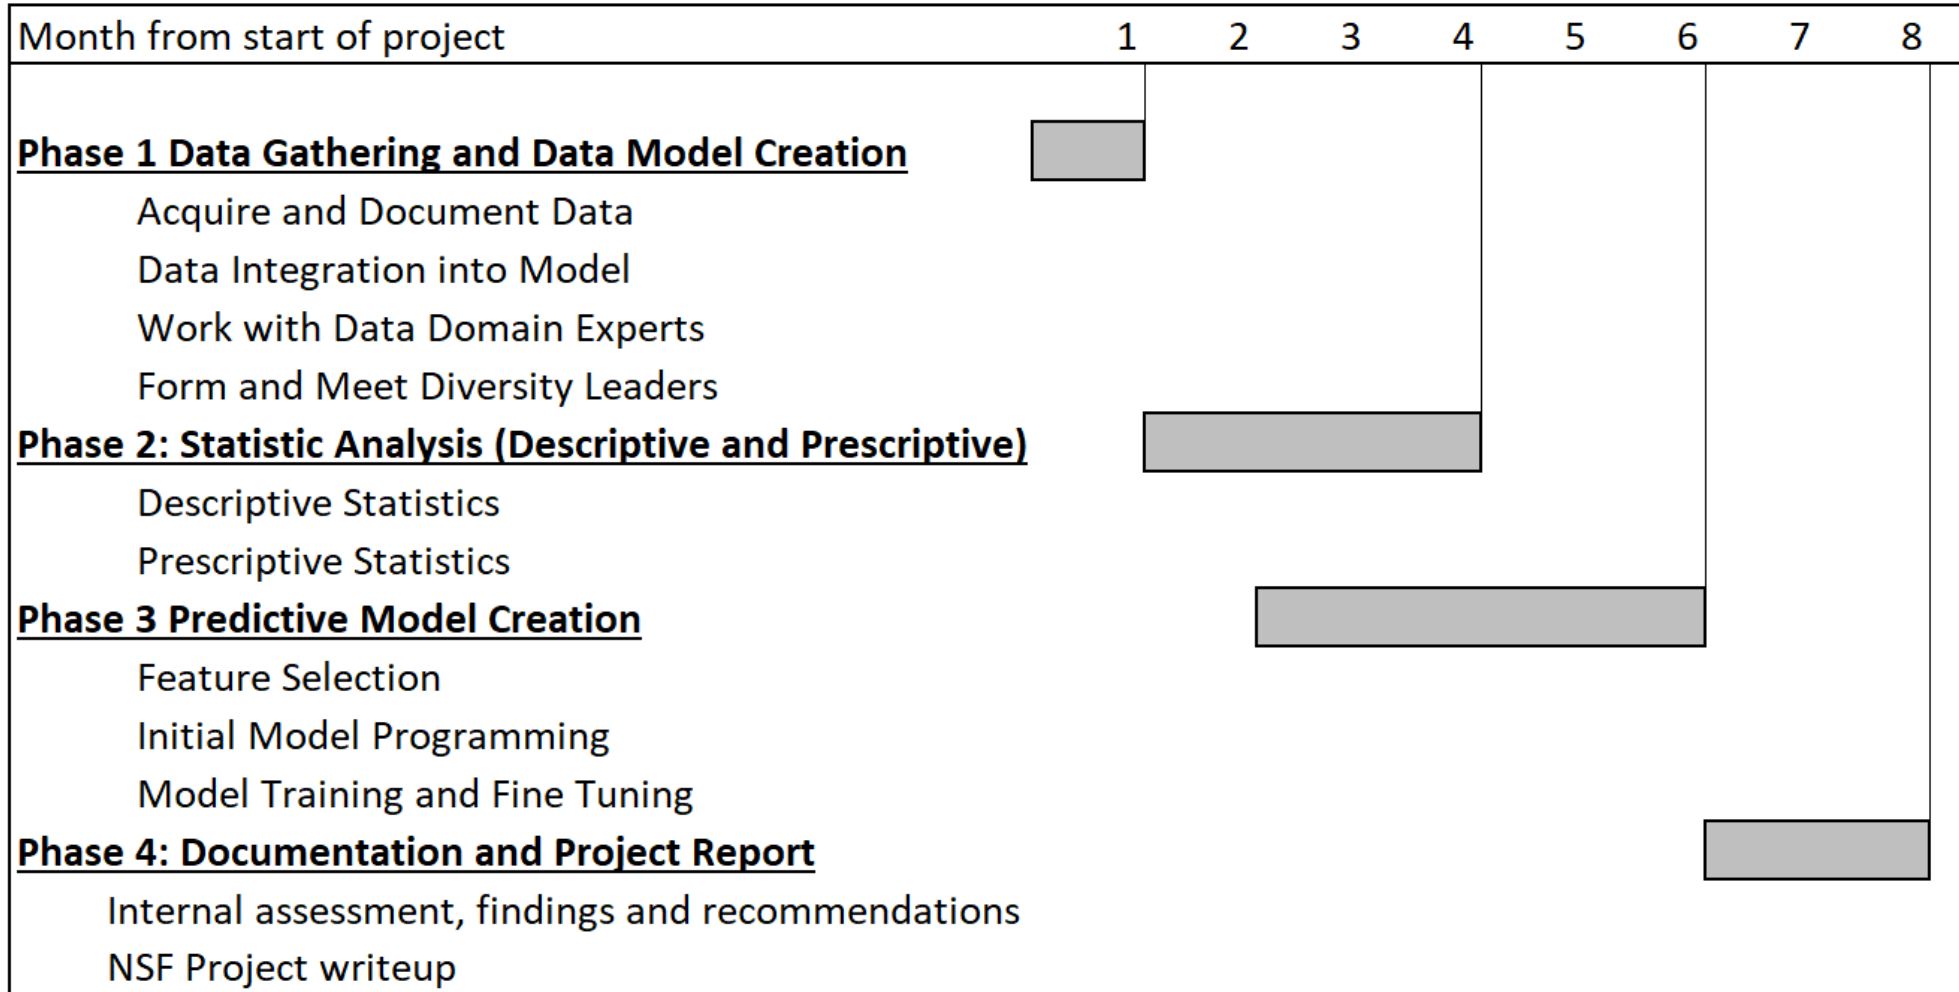 Month from start of project 1 2 3 4 5 6 7 8
Phase 1 Data Gathering and Data Model Creation
Acquire and Document Data
Data Integration into Model
Work with Data Domain Experts
Form and Meet Diversity Leaders
Phase 2: Statistic Analysis (Descriptive and Prescriptive)
Descriptive Statistics
Prescriptive Statistics
Phase 3 Predictive Model Creation
Feature Selection
Initial Model Programming
Model Training and Fine Tuning
Phase 4: Documentation and Project Report
Internal assessment, findings and recommendations
NSF Project writeup